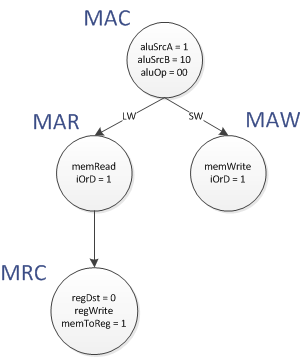 MAC
aluSrcA = 1
aluSrcB = 10
aluOp = 00
LW
SW
MAR
MAW
memRead
iOrD = 1
memWrite
iOrD = 1
MRC
regDst = 0
regWrite
memToReg = 1